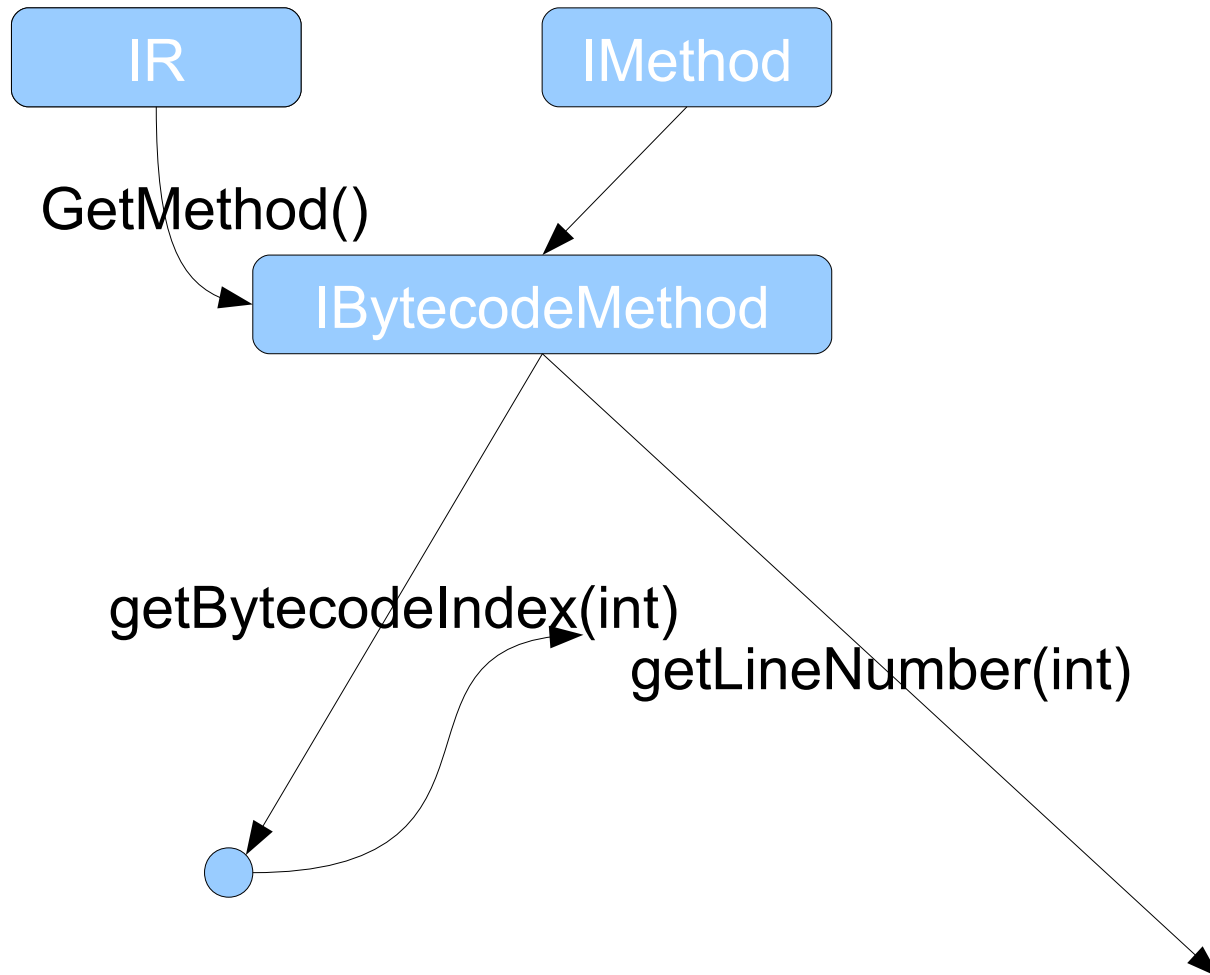 IR
IMethod
GetMethod()
IBytecodeMethod
getBytecodeIndex(int)
getLineNumber(int)